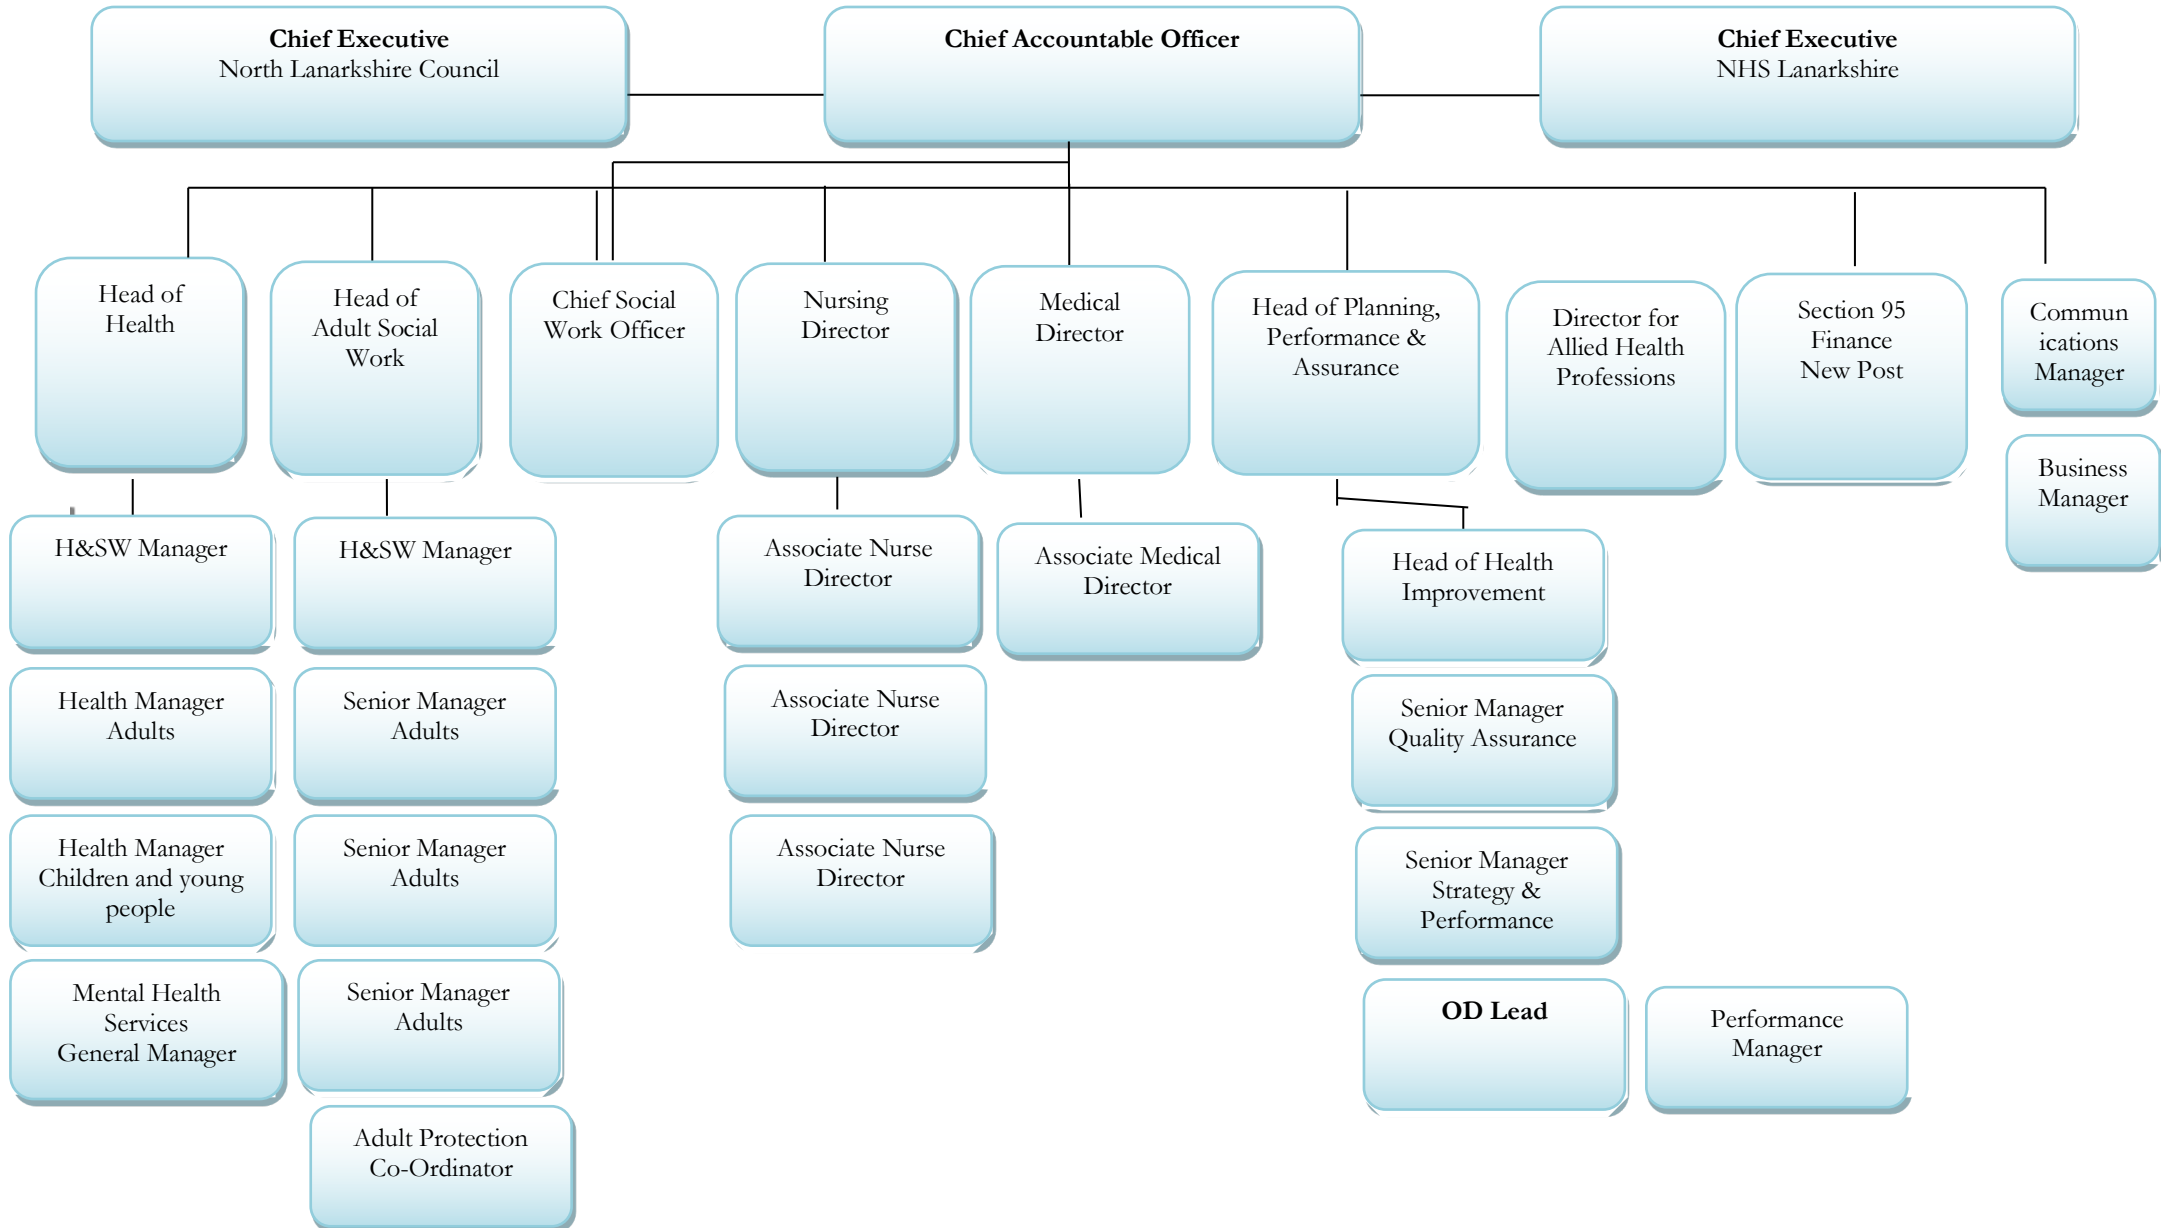 Chief Executive
North Lanarkshire Council
Chief Accountable Officer
Chief Executive
NHS Lanarkshire
Head of
Health
Head of
Adult Social
Work
Chief Social
Work Officer
Nursing
Director
Medical
Director
Head of Planning,
Performance &
Assurance
Director for
Allied Health
Professions
Section 95
Finance
New Post
Commun
ications
Manager
Business
Manager
H&SW Manager
H&SW Manager
Associate Nurse
Director
Associate Medical
Director
Head of Health
Improvement
Health Manager
Adults
Senior Manager
Adults
Associate Nurse
Director
Senior Manager
Quality Assurance
Health Manager
Children and young
people
Senior Manager
Adults
Associate Nurse
Director
Senior Manager
Strategy &
Performance
Mental Health
Services
General Manager
Senior Manager
Adults
OD Lead
Performance
Manager
Adult Protection
Co-Ordinator